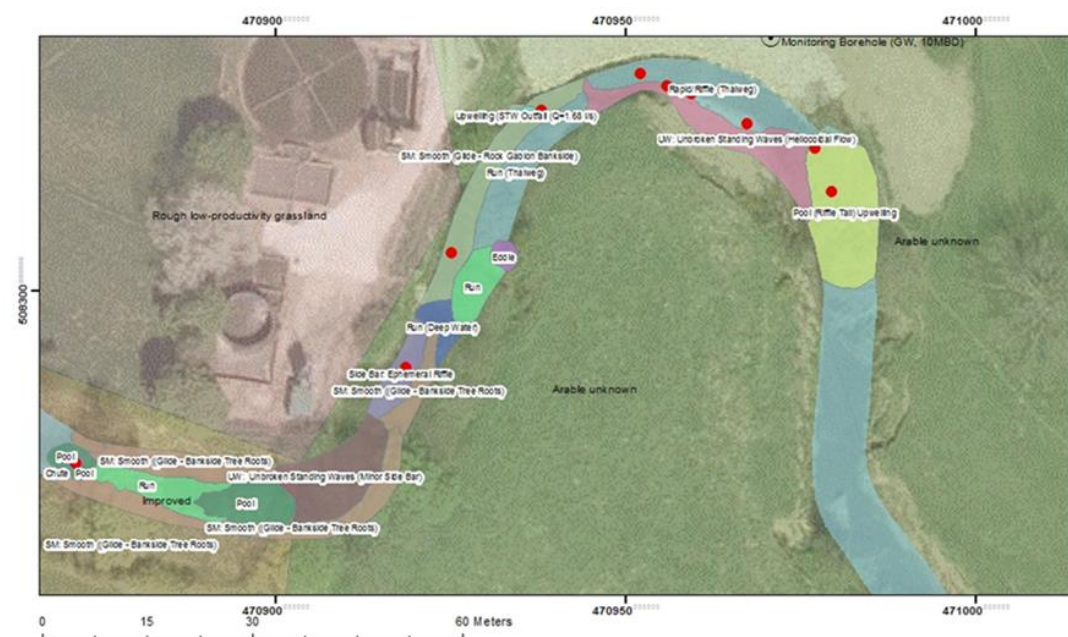 470900 470950 471000
Monitoring Borehole (GW, 10MBD)
Rapid Riffle (Thalweg)
Upwelling (STW Outfall (Q=1.68 l/s)
UW: Unbroken Standing Waves (Heliocoidal Flow)
SM: Smooth (Glide - Rock Gabion Bankside)
Run (Thalweg)
Rough low-productivity grassland
Pool (Riffle Tail) Upwelling
Arable unknown
Eddie
Run
508300
Run (Deep Water)
Side Bar: Ephemeral Riffle
SM: Smooth ((Glide - Bankside Tree Roots)
Arable unknown
Pool
SM: Smooth ((Glide - Bankside Tree Roots)
Chute Pool
UW: Unbroken Standing Waves (Minor Side Bar)
Run
Improved
Pool
SM: Smooth ((Glide - Bankside Tree Roots)
SM: Smooth ((Glide - Bankside Tree Roots)
470900 470950 471000
0 15 30 60 Meters